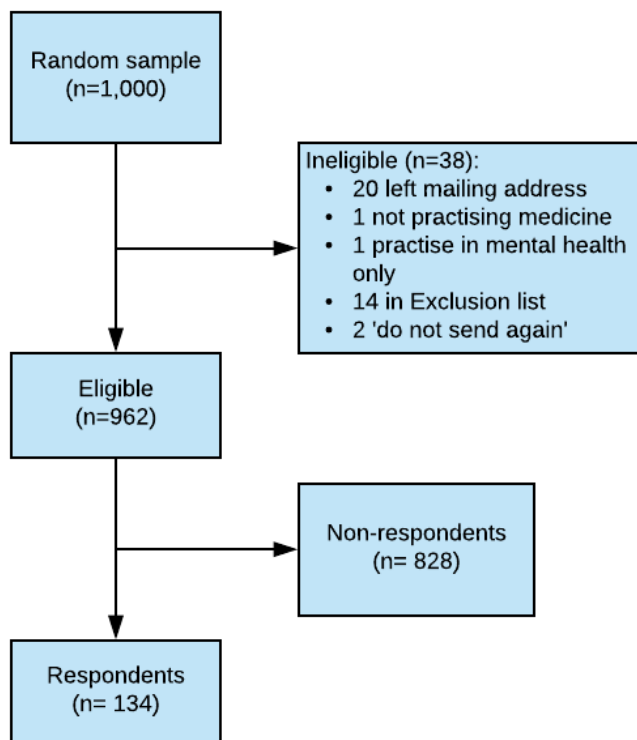 Random sample
(n=1,000)
Ineligible (n=38):
• 20 left mailing address
• 1 not practising medicine
• 1 practise in mental health
only
• 14 in Exclusion list
• 2 'do not send again'
Eligible
(n=962)
Non-respondents
(n= 828)
Respondents
(n= 134)